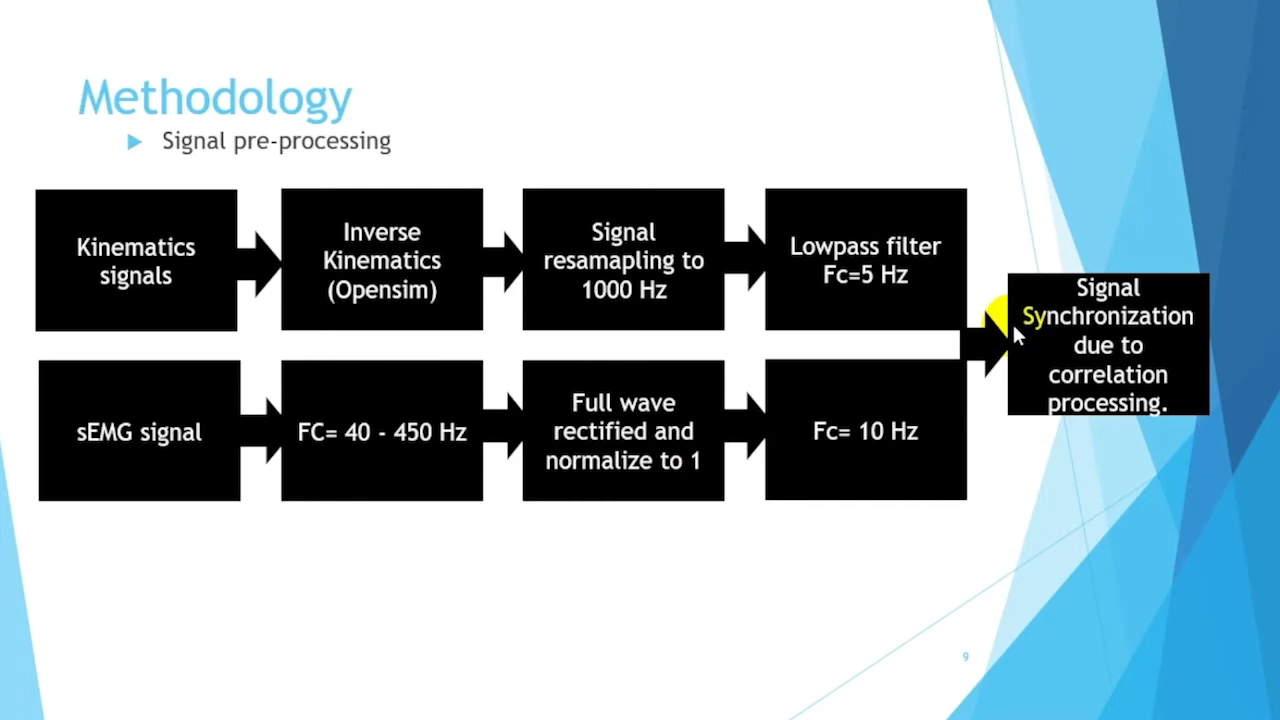 Methodology
Signal pre-processing
Kinematics
signals
Inverse
Kinematics
(Opensim)
Signal
resamapling to
1000 Hz
Lowpass filter
Fc=5 Hz
Signal
Synchronization
due to
correlation
processing.
sEMG signal
FC= 40 - 450 Hz
Full wave
rectified and
normalize to 1
Fc= 10 Hz
9